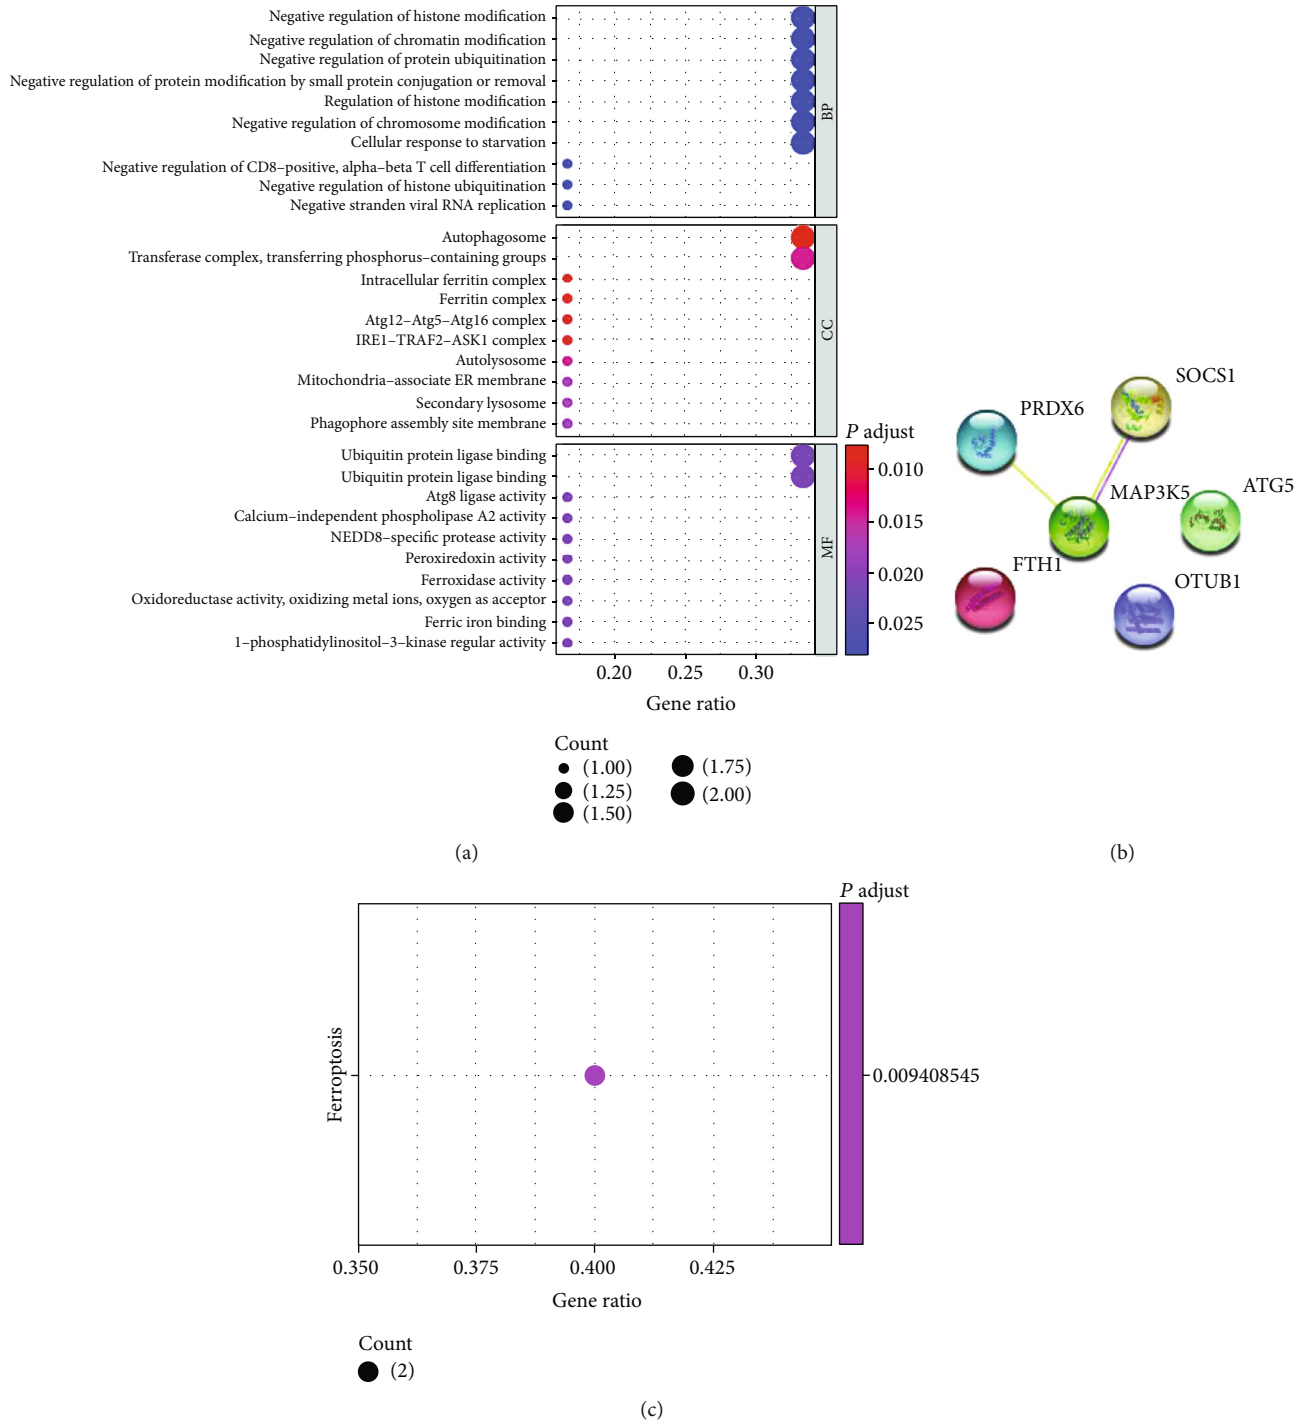 Negative regulation of histone modification
Negative regulation of chromatin modification
Negative regulation of protein ubiquitination
Negative regulation of protein modification by small protein conjugation or removal
Regulation of histone modification
Negative regulation of chromosome modification
Cellular response to starvation
Negative regulation of CD8–positive, alpha–beta T cell differentiation
Negative regulation of histone ubiquitination
Negative stranden viral RNA replication
BP
Autophagosome
Transferase complex, transferring phosphorus–containing groups
Intracellular ferritin complex
Ferritin complex
Atg12–Atg5–Atg16 complex
IRE1–TRAF2–ASK1 complex
Autolysosome
Mitochondria–associate ER membrane
Secondary lysosome
Phagophore assembly site membrane
CC
Ubiquitin protein ligase binding
Ubiquitin protein ligase binding
Atg8 ligase activity
Calcium–independent phospholipase A2 activity
NEDD8–specific protease activity
Peroxiredoxin activity
Ferroxidase activity
Oxidoreductase activity, oxidizing metal ions, oxygen as acceptor
Ferric iron binding
1–phosphatidylinositol–3–kinase regular activity
MF
0.20 0.25 0.30
Gene ratio
P adjust
0.010
0.015
0.020
0.025
Count
(1.00)
(1.25)
(1.50)
(1.75)
(2.00)
(a)
SOCS1
PRDX6
MAP3K5
ATG5
FTH1
OTUB1
(b)
P adjust
0.009408545
Ferroptosis
0.350 0.375 0.400 0.425
Gene ratio
Count
(2)
(c)